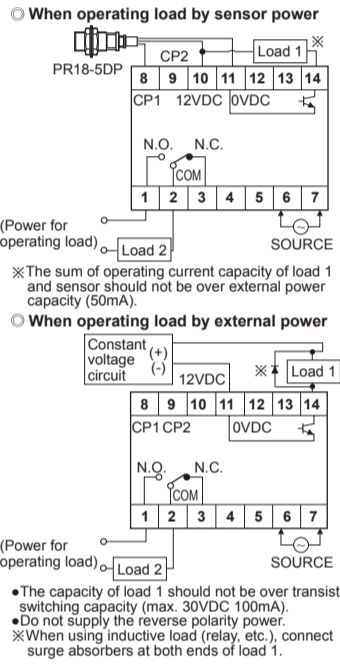 ◎ When operating load by sensor power
PR18-5DP
CP2
Load 1
※
8 9 10 11 12 13 14
CP1 12VDC 0VDC
N.O. N.C.
COM
1 2 3 4 5 6 7
(Power for
operating load)
Load 2
SOURCE
※The sum of operating current capacity of load 1
and sensor should not be over external power
capacity (50mA).
◎ When operating load by external power
Constant
voltage
circuit
(+)
(-)
12VDC
※
Load 1
8 9 10 11 12 13 14
CP1 CP2 0VDC
N.O. N.C.
COM
1 2 3 4 5 6 7
(Power for
operating load)
Load 2
SOURCE
●The capacity of load 1 should not be over transist
switching capacity (max. 30VDC 100mA).
●Do not supply the reverse polarity power.
※When using inductive load (relay, etc.), connect
surge absorbers at both ends of load 1.